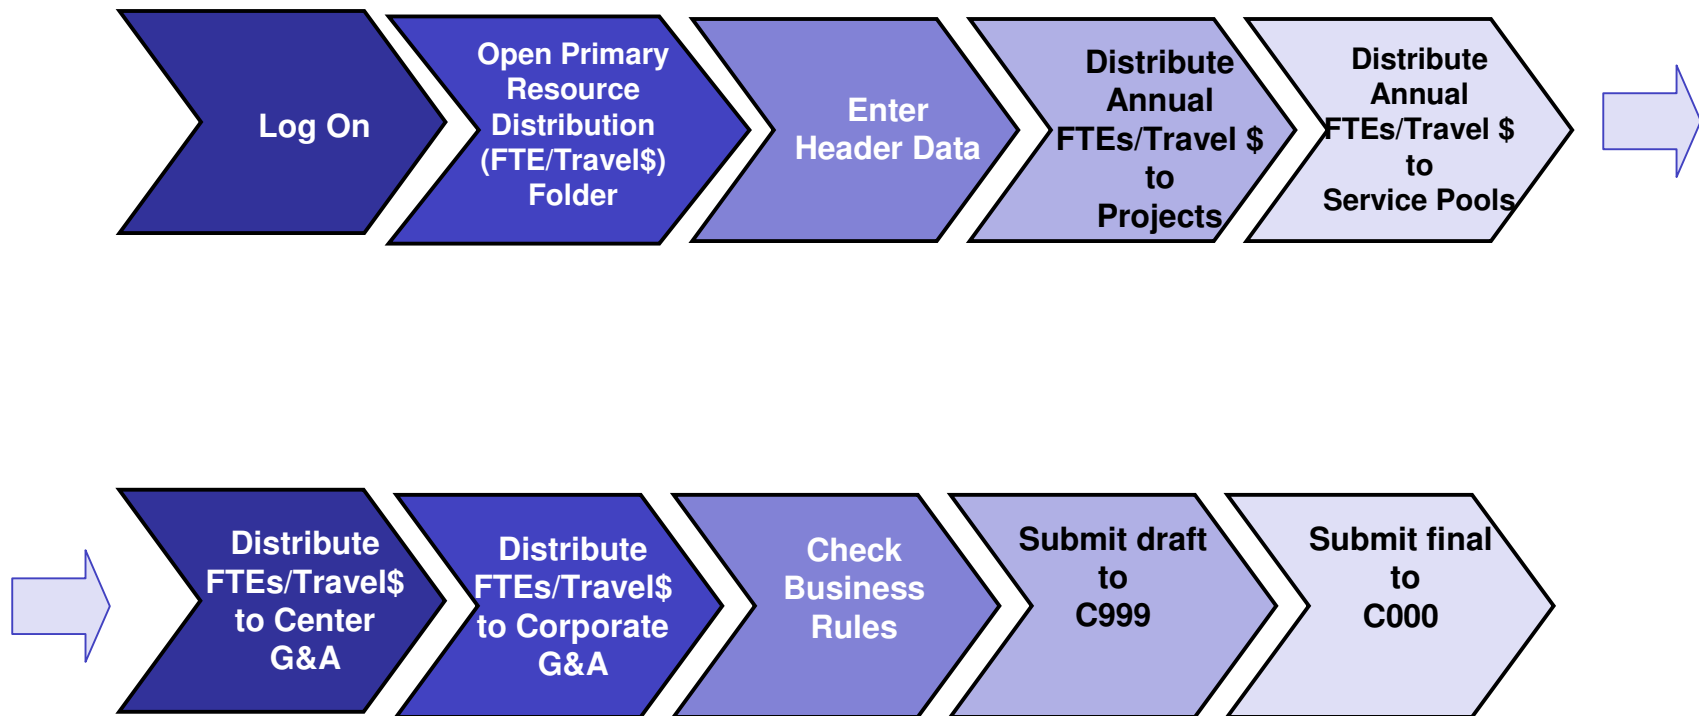 Log On
Open Primary
Resource
Distribution
(FTE/Travel$)
Folder
Enter
Header Data
Distribute
Annual
FTEs/Travel $
to
Projects
Distribute
Annual
FTEs/Travel $
to
Service Pools
Distribute
FTEs/Travel$
to Center
G&A
Distribute
FTEs/Travel$
to Corporate
G&A
Check
Business
Rules
Submit draft
to
C999
Submit final
to
C000